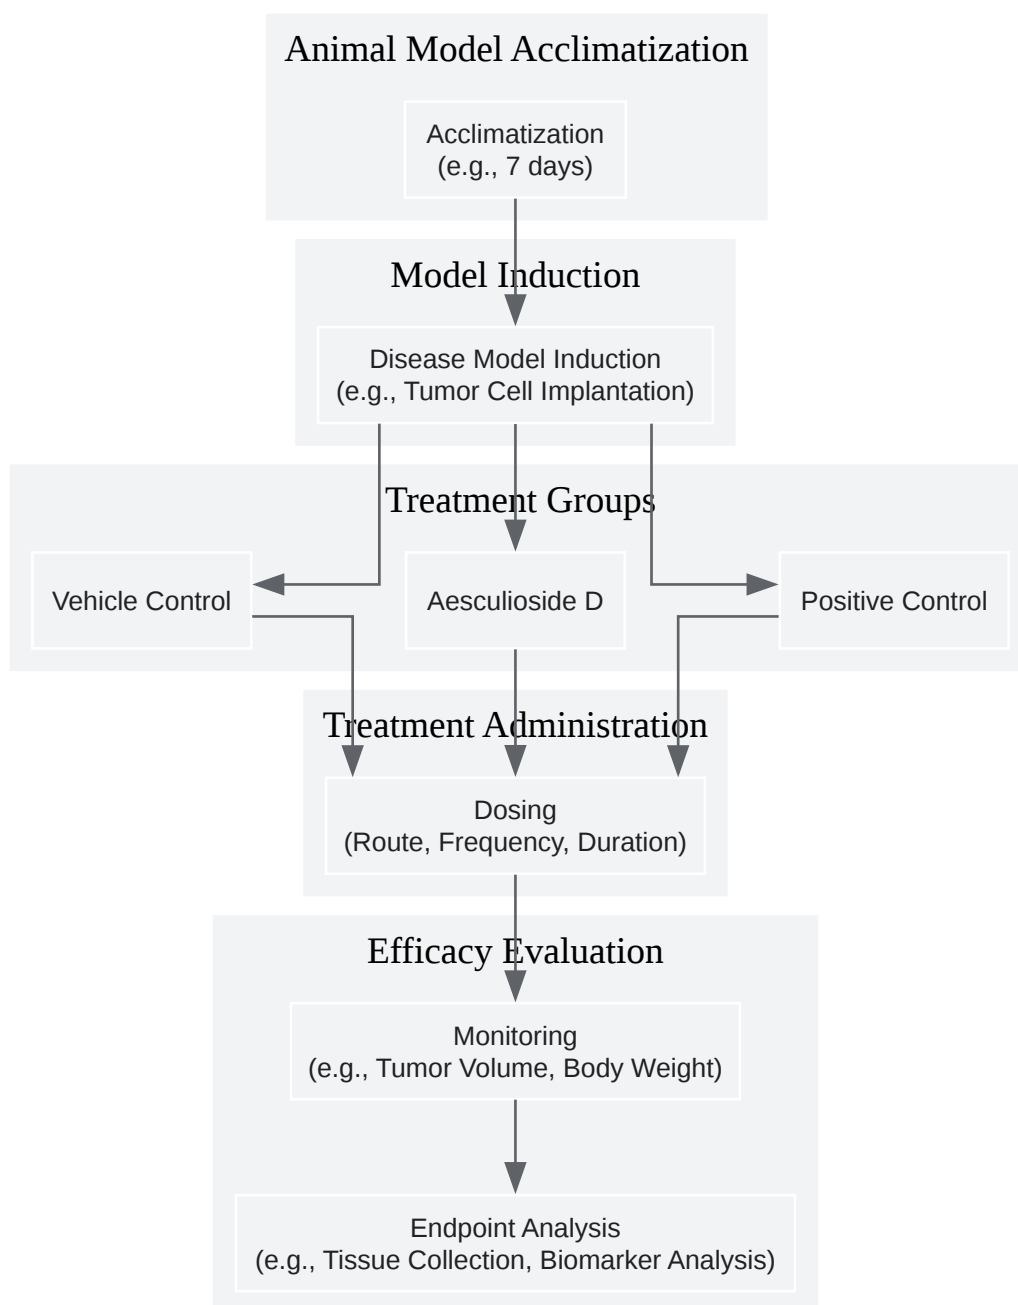 Animal Model Acclimatization
Acclimatization
(e.g., 7 days)
Model Induction
Disease Model Induction
(e.g., Tumor Cell Implantation)
Treatment Groups
Vehicle Control
Aesculioside D
Positive Control
Treatment Administration
Dosing
(Route, Frequency, Duration)
Efficacy Evaluation
Monitoring
(e.g., Tumor Volume, Body Weight)
Endpoint Analysis
(e.g., Tissue Collection, Biomarker Analysis)